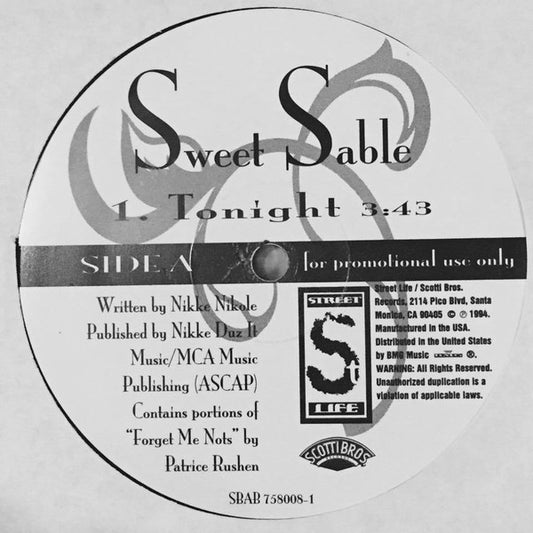 Sweet Sable
1. Tonight 3:43
SIDE A
for promotional use only
Written by Nikke Nikole
Published by Nikke Daz It
Music/MCA Music
Publishing (ASCAP)
Contains portions of
"Forget Me Nots" by
Patrice Rushen
STREET
S
LIFE
Street Life / Scotti Bros.
Records, 2114 Pico Blvd, Santa
Monica, CA 90405 © ℗ 1994.
Manufactured in the USA.
Distributed in the United States
by BMG Music ®.
WARNING: All Rights Reserved.
Unauthorized duplication is a
violation of applicable laws.
SCOTTI BROS.
RECORDS
SBAB 758008-1